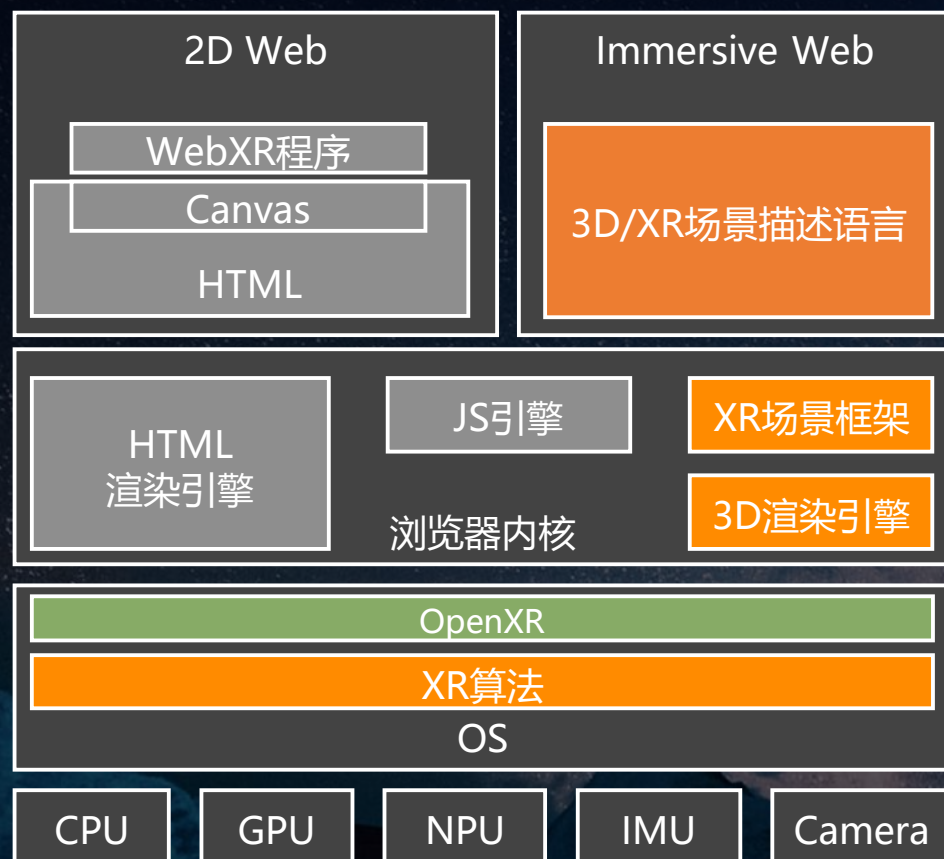 2D Web
Immersive Web
WebXR程序
Canvas
HTML
3D/XR场景描述语言
HTML
渲染引擎
JS引擎
XR场景框架
3D渲染引擎
浏览器内核
OpenXR
XR算法
OS
CPU
GPU
NPU
IMU
Camera